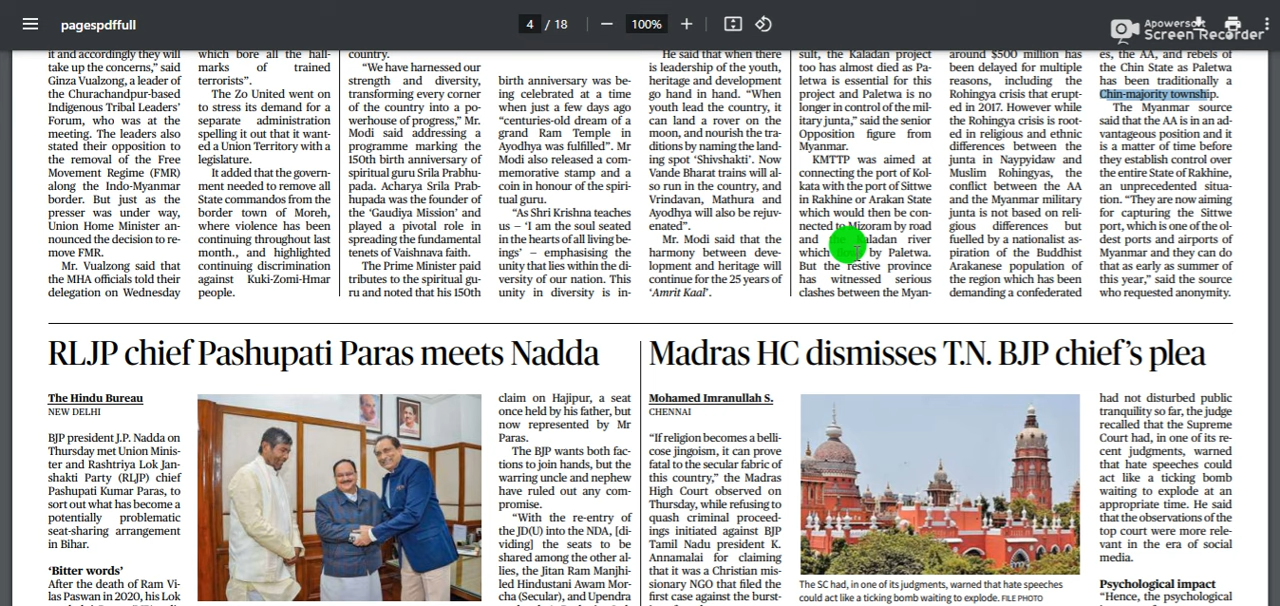 pagespdffull
4 / 18
100%
Apowersoft
Screen Recorder
it and accordingly they will
take up the concerns,” said
Ginza Vualzong, a leader of
the Churachandpur-based
Indigenous Tribal Leaders’
Forum, who was at the
meeting. The leaders also
stated their opposition to
the removal of the Free
Movement Regime (FMR)
along the Indo-Myanmar
border. But just as the
presser was under way,
Union Home Minister an-
nounced the decision to re-
move FMR.
Mr. Vualzong said that
the MHA officials told their
delegation on Wednesday
which bore all the hall-
marks of trained
terrorists”.
The Zo United went on
to stress its demand for a
separate administration
spelling it out that it want-
ed a Union Territory with a
legislature.
It added that the govern-
ment needed to remove all
State commandos from the
border town of Moreh,
where violence has been
continuing throughout last
month., and highlighted
continuing discrimination
against Kuki-Zomi-Hmar
people.
country.
“We have harnessed our
strength and diversity,
transforming every corner
of the country into a po-
werhouse of progress,” Mr.
Modi said addressing a
programme marking the
150th birth anniversary of
spiritual guru Srila Prabhu-
pada. Acharya Srila Prab-
hupada was the founder of
the ‘Gaudiya Mission’ and
played a pivotal role in
spreading the fundamental
tenets of Vaishnava faith.
The Prime Minister paid
tributes to the spiritual gu-
ru and noted that his 150th
birth anniversary was be-
ing celebrated at a time
when just a few days ago
“centuries-old dream of a
grand Ram Temple in
Ayodhya was fulfilled”. Mr
Modi also released a com-
memorative stamp and a
coin in honour of the spiri-
tual guru.
“As Shri Krishna teaches
us – ‘I am the soul seated
in the hearts of all living be-
ings’ – emphasising the
unity that lies within the di-
versity of our nation. This
unity in diversity is in-
He said that when there
is leadership of the youth,
heritage and development
go hand in hand. “When
youth lead the country, it
can land a rover on the
moon, and nourish the tra-
ditions by naming the land-
ing spot ‘Shivshakti’. Now
Vande Bharat trains will al-
so run in the country, and
Vrindavan, Mathura and
Ayodhya will also be rejuv-
enated”.
Mr. Modi said that the
harmony between deve-
lopment and heritage will
continue for the 25 years of
‘Amrit Kaal’.
sult, the Kaladan project
too has almost died as Pa-
letwa is essential for this
project and Paletwa is no
longer in control of the mil-
itary junta,” said the senior
Opposition figure from
Myanmar.
KMTTP was aimed at
connecting the port of Kol-
kata with the port of Sittwe
in Rakhine or Arakan State
which would then be con-
nected to Mizoram by road
and the Kaladan river
which flows by Paletwa.
But the restive province
has witnessed serious
clashes between the Myan-
around $500 million has
been delayed for multiple
reasons, including the
Rohingya crisis that erupt-
ed in 2017. However while
the Rohingya crisis is root-
ed in religious and ethnic
differences between the
junta in Naypyidaw and
Muslim Rohingyas, the
conflict between the AA
and the Myanmar military
junta is not based on reli-
gious differences but
fuelled by a nationalist as-
piration of the Buddhist
Arakanese population of
the region which has been
demanding a confederated
es, the AA, and rebels of
the Chin State as Paletwa
has been traditionally a
Chin-majority township.
The Myanmar source
said that the AA is in an ad-
vantageous position and it
is a matter of time before
they establish control over
the entire State of Rakhine,
an unprecedented situa-
tion. “They are now aiming
for capturing the Sittwe
port, which is one of the ol-
dest ports and airports of
Myanmar and they can do
that as early as summer of
this year,” said the source
who requested anonymity.
RLJP chief Pashupati Paras meets Nadda
The Hindu Bureau
NEW DELHI
BJP president J.P. Nadda on
Thursday met Union Minis-
ter and Rashtriya Lok Jan-
shakti Party (RLJP) chief
Pashupati Kumar Paras, to
sort out what has become a
potentially problematic
seat-sharing arrangement
in Bihar.
‘Bitter words’
After the death of Ram Vi-
las Paswan in 2020, his Lok
claim on Hajipur, a seat
once held by his father, but
now represented by Mr
Paras.
The BJP wants both fac-
tions to join hands, but the
warring uncle and nephew
have ruled out any com-
promise.
“With the re-entry of
the JD(U) into the NDA, [di-
viding] the seats to be
shared among the other al-
lies, the Jitan Ram Manjhi-
led Hindustani Awam Mor-
cha (Secular), and Upendra
Madras HC dismisses T.N. BJP chief’s plea
Mohamed Imranullah S.
CHENNAI
“If religion becomes a belli-
cose jingoism, it can prove
fatal to the secular fabric of
this country,” the Madras
High Court observed on
Thursday, while refusing to
quash criminal proceed-
ings initiated against BJP
Tamil Nadu president K.
Annamalai for claiming
that it was a Christian mis-
sionary NGO that filed the
first case against the burst-
The SC had, in one of its judgments, warned that hate speeches
could act like a ticking bomb waiting to explode. FILE PHOTO
had not disturbed public
tranquility so far, the judge
recalled that the Supreme
Court had, in one of its re-
cent judgments, warned
that hate speeches could
act like a ticking bomb
waiting to explode at an
appropriate time. He said
that the observations of the
top court were more rele-
vant in the era of social
media.
Psychological impact
“Hence, the psychological